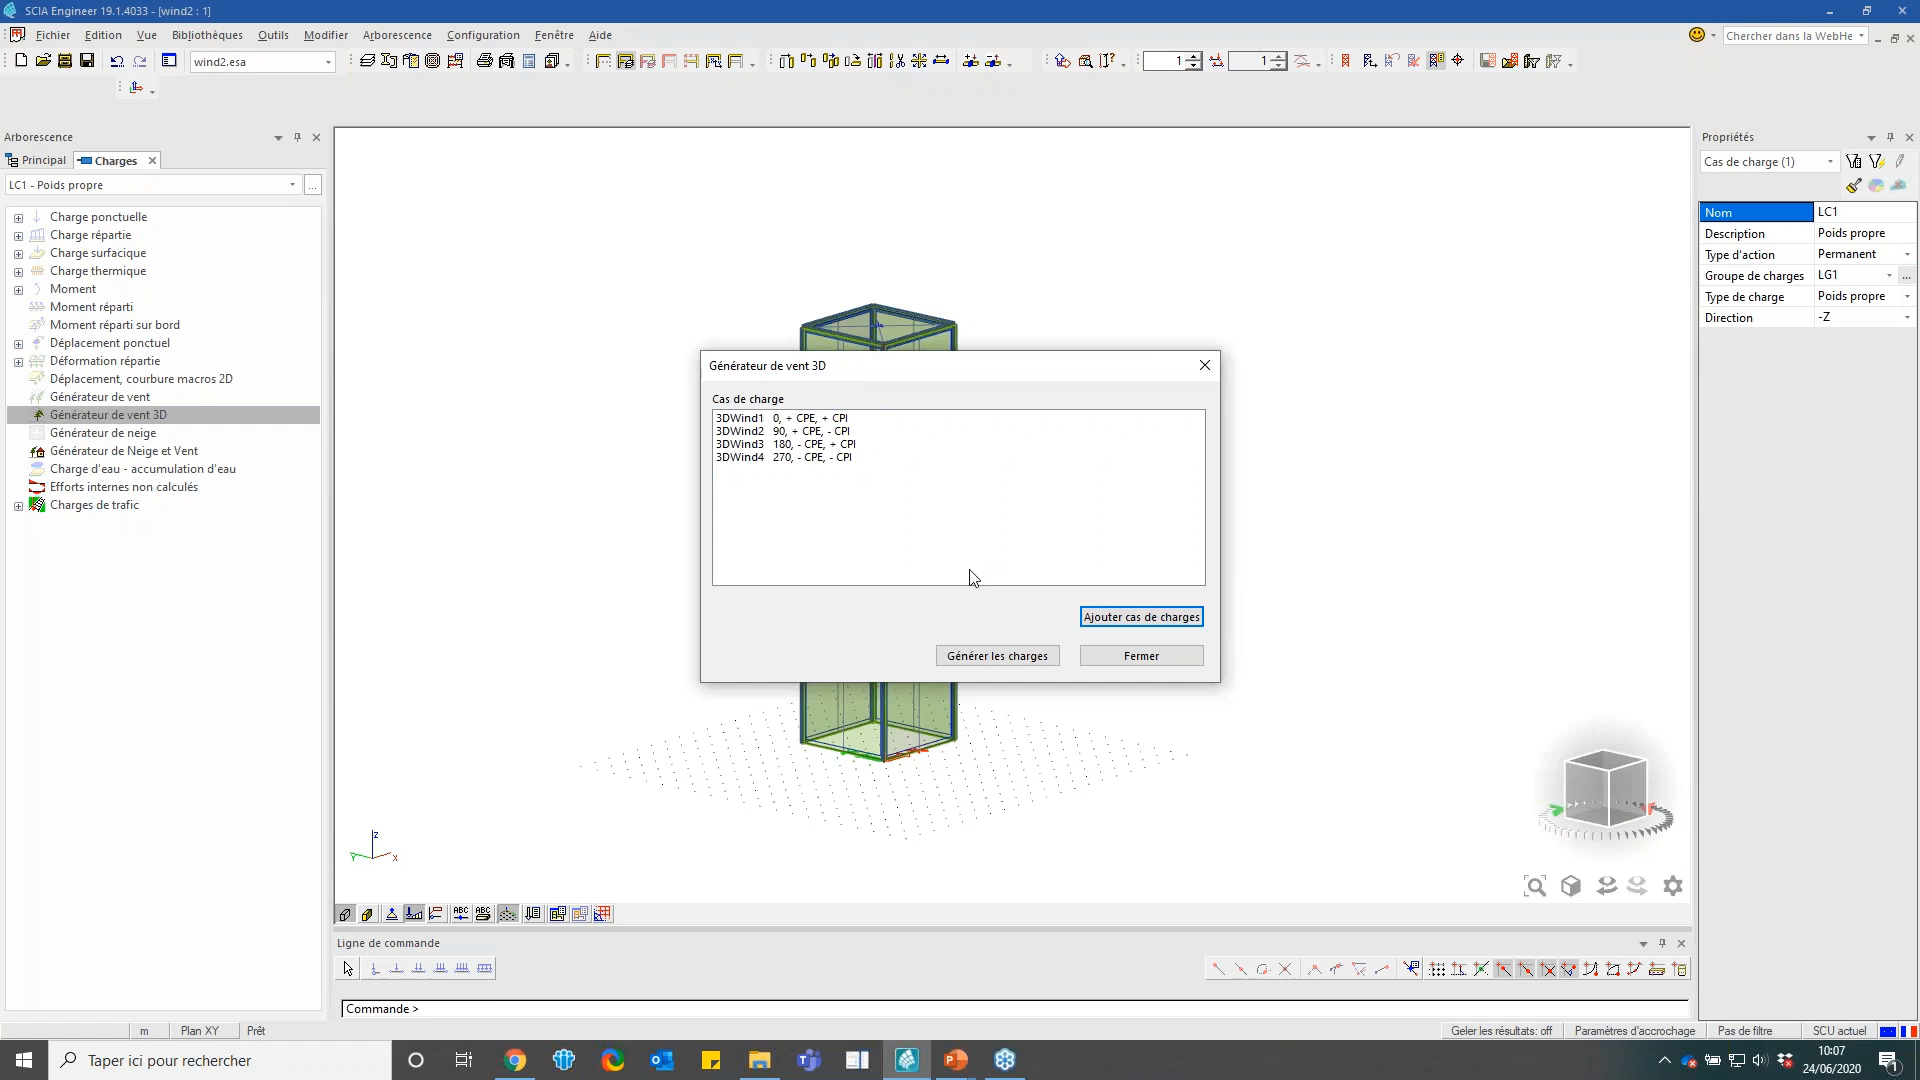 SCIA Engineer 19.1.4033 - [wind2 : 1]
Fichier Edition Vue Bibliothèques Outils Modifier Arborescence Configuration Fenêtre Aide
Chercher dans la WebHe
wind2.esa
1
1
Arborescence
Principal
Charges
LC1 - Poids propre
...
Charge ponctuelle
Charge répartie
Charge surfacique
Charge thermique
Moment
Moment réparti
Moment réparti sur bord
Déplacement ponctuel
Déformation répartie
Déplacement, courbure macros 2D
Générateur de vent
Générateur de vent 3D
Générateur de neige
Générateur de Neige et Vent
Charge d'eau - accumulation d'eau
Efforts internes non calculés
Charges de trafic
Générateur de vent 3D
Cas de charge
3DWind1 0, + CPE, + CPI
3DWind2 90, + CPE, - CPI
3DWind3 180, - CPE, + CPI
3DWind4 270, - CPE, - CPI
Ajouter cas de charges
Générer les charges
Fermer
z
Y
x
Propriétés
Cas de charge (1)
Nom LC1
Description Poids propre
Type d'action Permanent
Groupe de charges LG1 ...
Type de charge Poids propre
Direction -Z
ABC
ABC
Ligne de commande
Commande >
m
Plan XY
Prêt
Geler les résultats: off
Paramètres d'accrochage
Pas de filtre
SCU actuel
Taper ici pour rechercher
10:07
24/06/2020
1